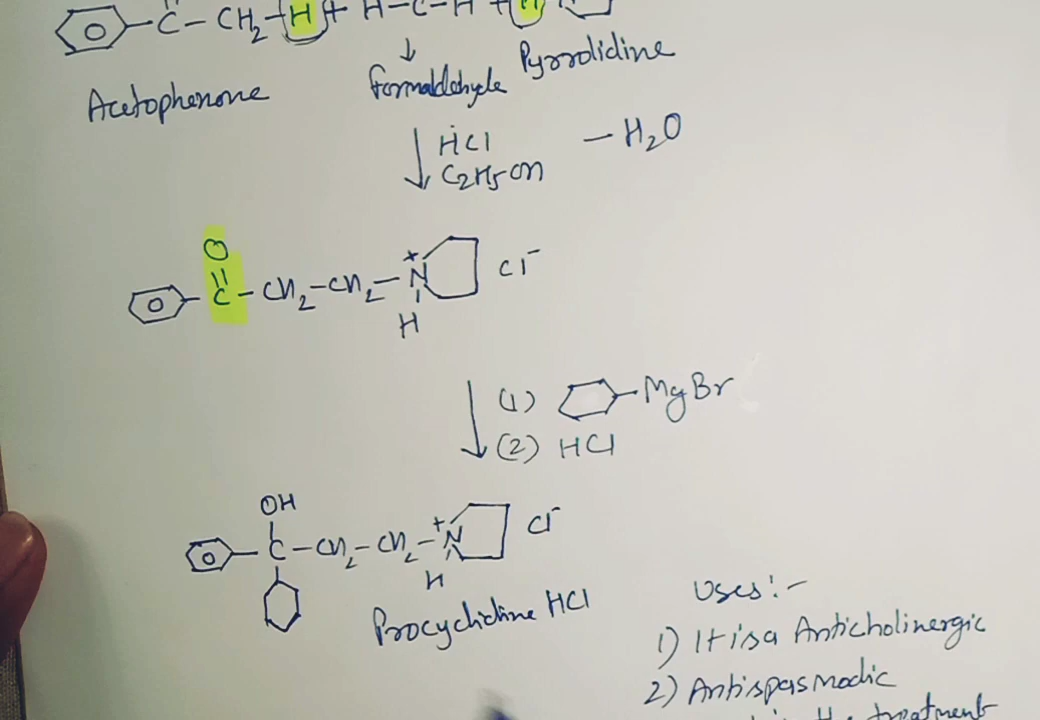 C – CH2 – H + H–C–H + H
Acetophenone
formaldehyde
Pyrrolidine
HCl
– H2O
C2H5OH
O
C – CH2 – CH2 – N+ Cl⁻
H
(1) MgBr
(2) HCl
OH
C – CH2 – CH2 – +N Cl⁻
H
Procyclidine HCl
Uses:-
1) It is a Anticholinergic
2) Antispasmodic
treatment